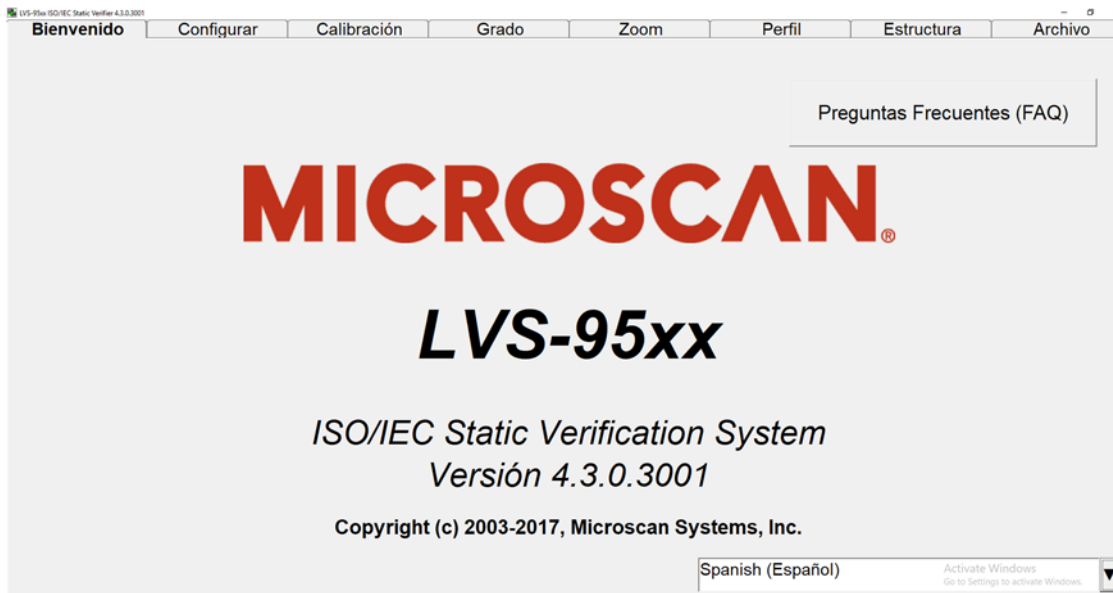 LVS-95xx ISO/IEC Static Verifier 4.3.0.3001
Bienvenido Configurar Calibración Grado Zoom Perfil Estructura Archivo
Preguntas Frecuentes (FAQ)
MICROSCAN®
LVS-95xx
ISO/IEC Static Verification System
Versión 4.3.0.3001
Copyright (c) 2003-2017, Microscan Systems, Inc.
Spanish (Español)
Activate Windows
Go to Settings to activate Windows.